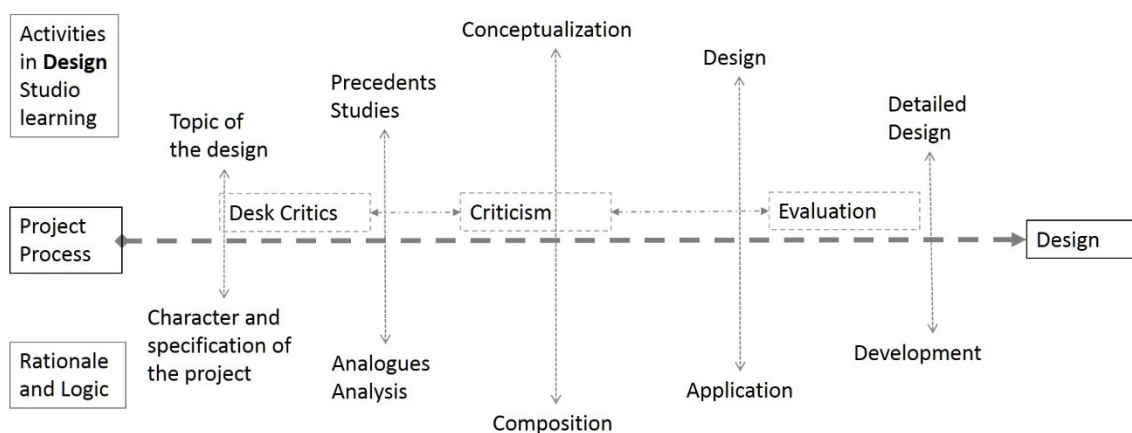 Activities
in Design
Studio
learning
Conceptualization
Design
Precedents
Studies
Detailed
Design
Topic of
the design
Desk Critics
Criticism
Evaluation
Project
Process
Design
Character and
specification of
the project
Analogues
Analysis
Development
Rationale
and Logic
Application
Composition